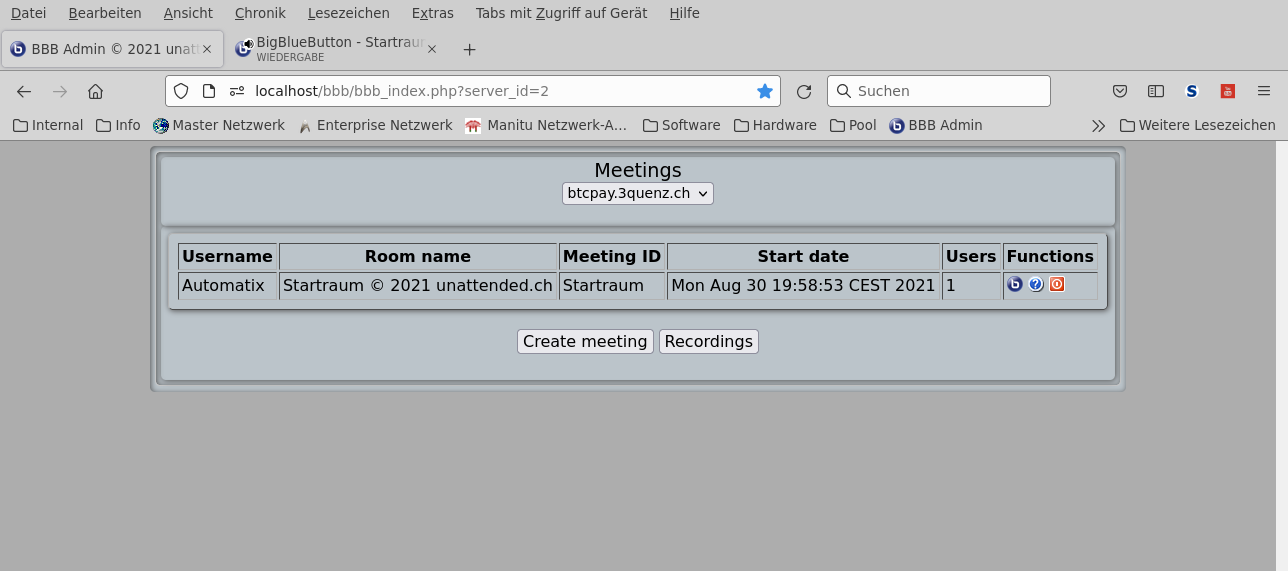 Datei Bearbeiten Ansicht Chronik Lesezeichen Extras Tabs mit Zugriff auf Gerät Hilfe
BBB Admin © 2021 unatt
BigBlueButton - Startraum
WIEDERGABE
localhost/bbb/bbb_index.php?server_id=2
Suchen
Internal Info Master Netzwerk Enterprise Netzwerk Manitu Netzwerk-A... Software Hardware Pool BBB Admin Weitere Lesezeichen
Meetings
btcpay.3quenz.ch
Username Room name Meeting ID Start date Users Functions
Automatix Startraum © 2021 unattended.ch Startraum Mon Aug 30 19:58:53 CEST 2021 1
Create meeting Recordings